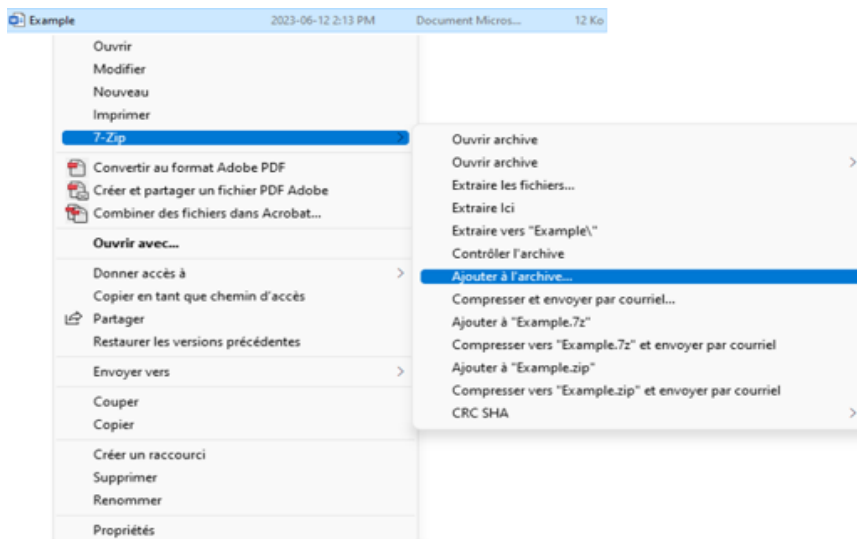 Example 2023-06-12 2:13 PM Document Micros... 12 Ko
Ouvrir
Modifier
Nouveau
Imprimer
7-Zip
Convertir au format Adobe PDF
Créer et partager un fichier PDF Adobe
Combiner des fichiers dans Acrobat...
Ouvrir avec...
Donner accès à
Copier en tant que chemin d'accès
Partager
Restaurer les versions précédentes
Envoyer vers
Couper
Copier
Créer un raccourci
Supprimer
Renommer
Propriétés
Ouvrir archive
Ouvrir archive
Extraire les fichiers...
Extraire Ici
Extraire vers "Example\"
Contrôler l'archive
Ajouter à l'archive...
Compresser et envoyer par courriel...
Ajouter à "Example.7z"
Compresser vers "Example.7z" et envoyer par courriel
Ajouter à "Example.zip"
Compresser vers "Example.zip" et envoyer par courriel
CRC SHA